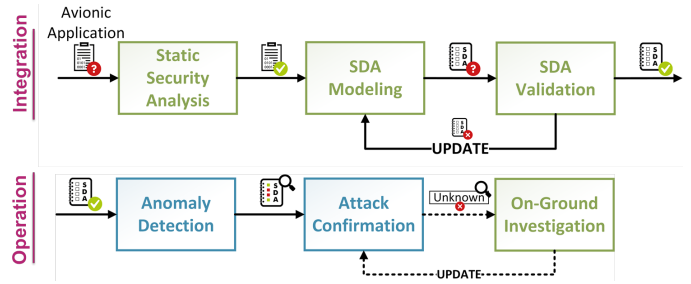 Avionic
Application
Integration
Static
Security
Analysis
SDA
Modeling
SDA
Validation
UPDATE
Operation
Anomaly
Detection
Attack
Confirmation
Unknown
On-Ground
Investigation
UPDATE